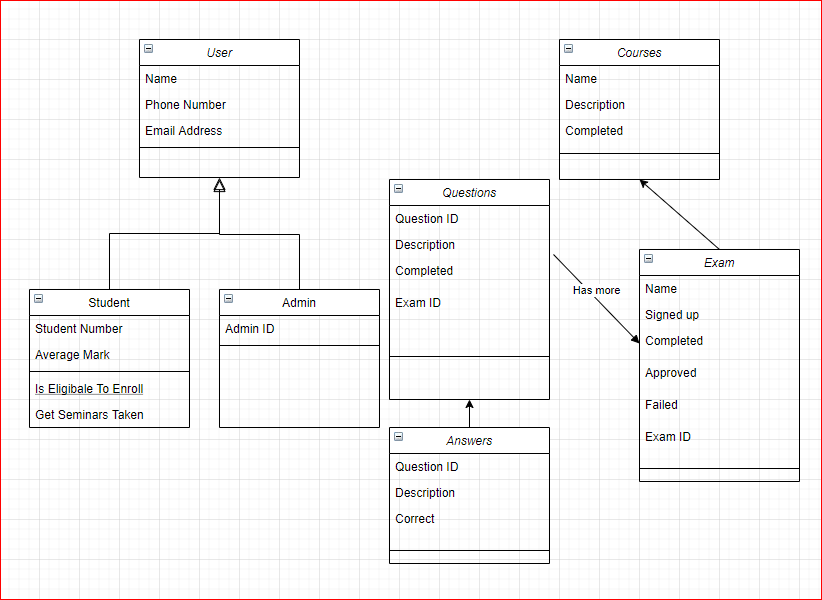 User
Name
Phone Number
Email Address
Courses
Name
Description
Completed
Questions
Question ID
Description
Completed
Exam ID
Has more
Exam
Name
Signed up
Completed
Approved
Failed
Exam ID
Student
Student Number
Average Mark
Is Eligibale To Enroll
Get Seminars Taken
Admin
Admin ID
Answers
Question ID
Description
Correct